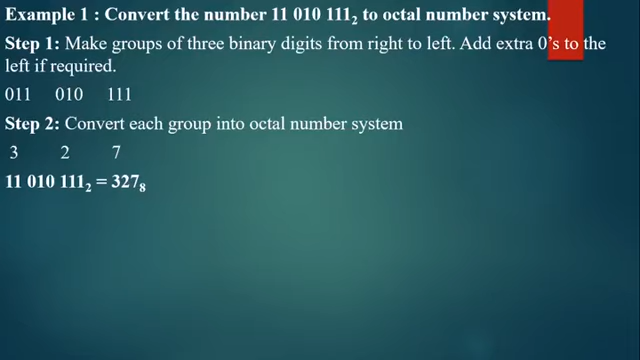 Example 1 : Convert the number 11 010 111₂ to octal number system.
Step 1: Make groups of three binary digits from right to left. Add extra 0's to the
left if required.
011 010 111
Step 2: Convert each group into octal number system
3 2 7
11 010 111₂ = 327₈